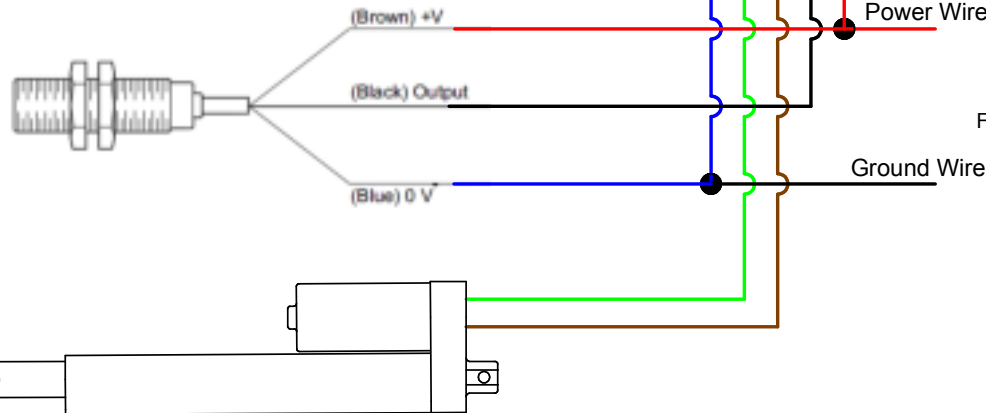 (Brown) +V
Power Wire
(Black) Output
F
Ground Wire
(Blue) 0 V